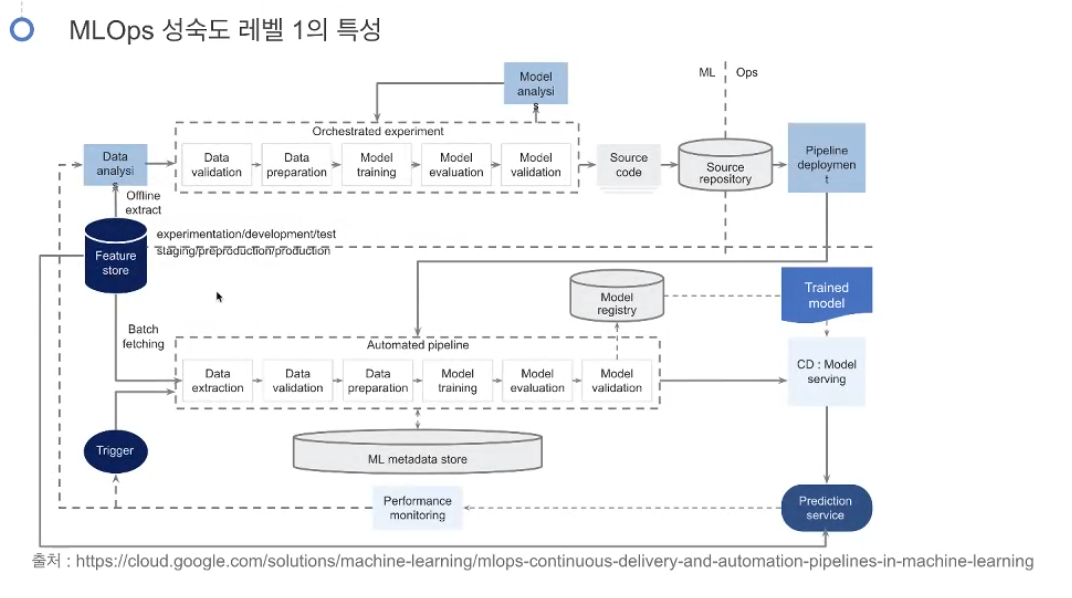 MLOps 성숙도 레벨 1의 특성
Model
analysi
s
ML
Ops
Orchestrated experiment
Data
analysi
s
Data
validation
Data
preparation
Model
training
Model
evaluation
Model
validation
Source
code
Source
repository
Pipeline
deploymen
t
Offline
extract
Feature
store
experimentation/development/test
staging/preproduction/production
Model
registry
Trained
model
Batch
fetching
Automated pipeline
Data
extraction
Data
validation
Data
preparation
Model
training
Model
evaluation
Model
validation
CD : Model
serving
Trigger
ML metadata store
Performance
monitoring
Prediction
service
출처 : https://cloud.google.com/solutions/machine-learning/mlops-continuous-delivery-and-automation-pipelines-in-machine-learning